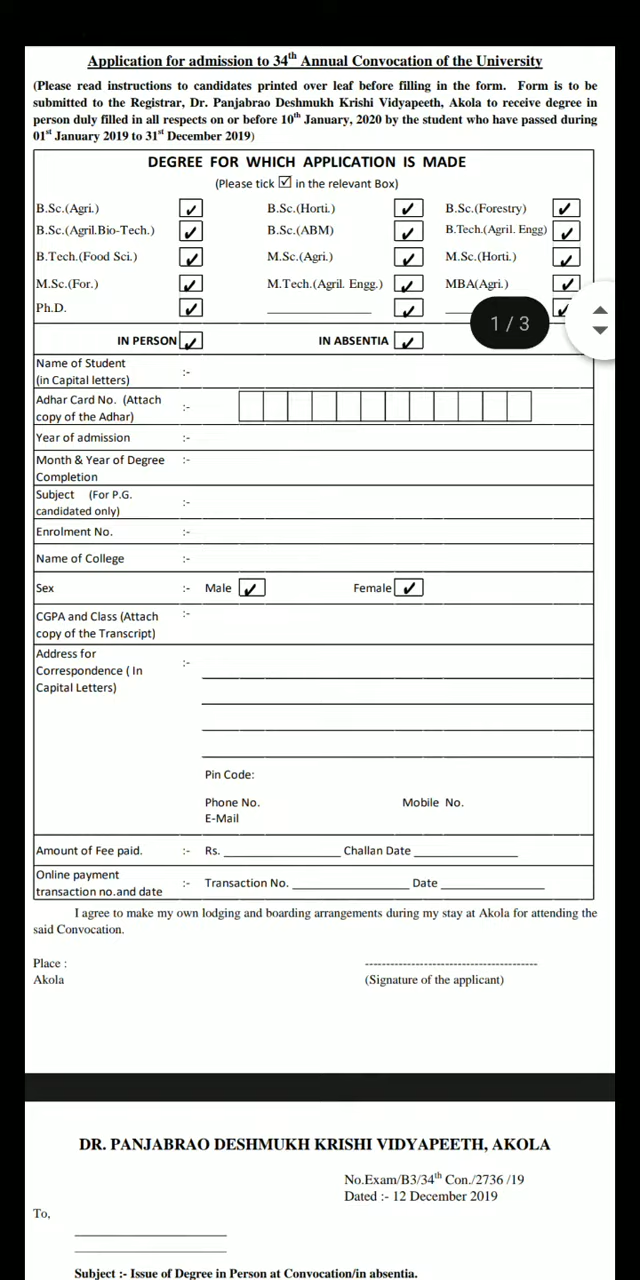 Application for admission to 34th Annual Convocation of the University
(Please read instructions to candidates printed over leaf before filling in the form. Form is to be
submitted to the Registrar, Dr. Panjabrao Deshmukh Krishi Vidyapeeth, Akola to receive degree in
person duly filled in all respects on or before 10th January, 2020 by the student who have passed during
01st January 2019 to 31st December 2019)
DEGREE FOR WHICH APPLICATION IS MADE
(Please tick ☑ in the relevant Box)
B.Sc.(Agri.) ✓ B.Sc.(Horti.) ✓ B.Sc.(Forestry) ✓
B.Sc.(Agril.Bio-Tech.) ✓ B.Sc.(ABM) ✓ B.Tech.(Agril. Engg) ✓
B.Tech.(Food Sci.) ✓ M.Sc.(Agri.) ✓ M.Sc.(Horti.) ✓
M.Sc.(For.) ✓ M.Tech.(Agril. Engg.) ✓ MBA(Agri.) ✓
Ph.D. ✓ ________________ ✓ ____ ✓
1 / 3
IN PERSON ✓ IN ABSENTIA ✓
Name of Student :-
(in Capital letters)
Adhar Card No. (Attach :-
copy of the Adhar)
Year of admission :-
Month & Year of Degree :-
Completion
Subject (For P.G. :-
candidated only)
Enrolment No. :-
Name of College :-
Sex :- Male ✓ Female ✓
CGPA and Class (Attach :-
copy of the Transcript)
Address for :-
Correspondence ( In
Capital Letters)
Pin Code:
Phone No. Mobile No.
E-Mail
Amount of Fee paid. :- Rs. __________________ Challan Date ________________
Online payment :- Transaction No. __________________ Date ________________
transaction no.and date
I agree to make my own lodging and boarding arrangements during my stay at Akola for attending the
said Convocation.
Place : ----------------------------------------
Akola (Signature of the applicant)
DR. PANJABRAO DESHMUKH KRISHI VIDYAPEETH, AKOLA
No.Exam/B3/34th Con./2736 /19
Dated :- 12 December 2019
To,
Subject :- Issue of Degree in Person at Convocation/in absentia.